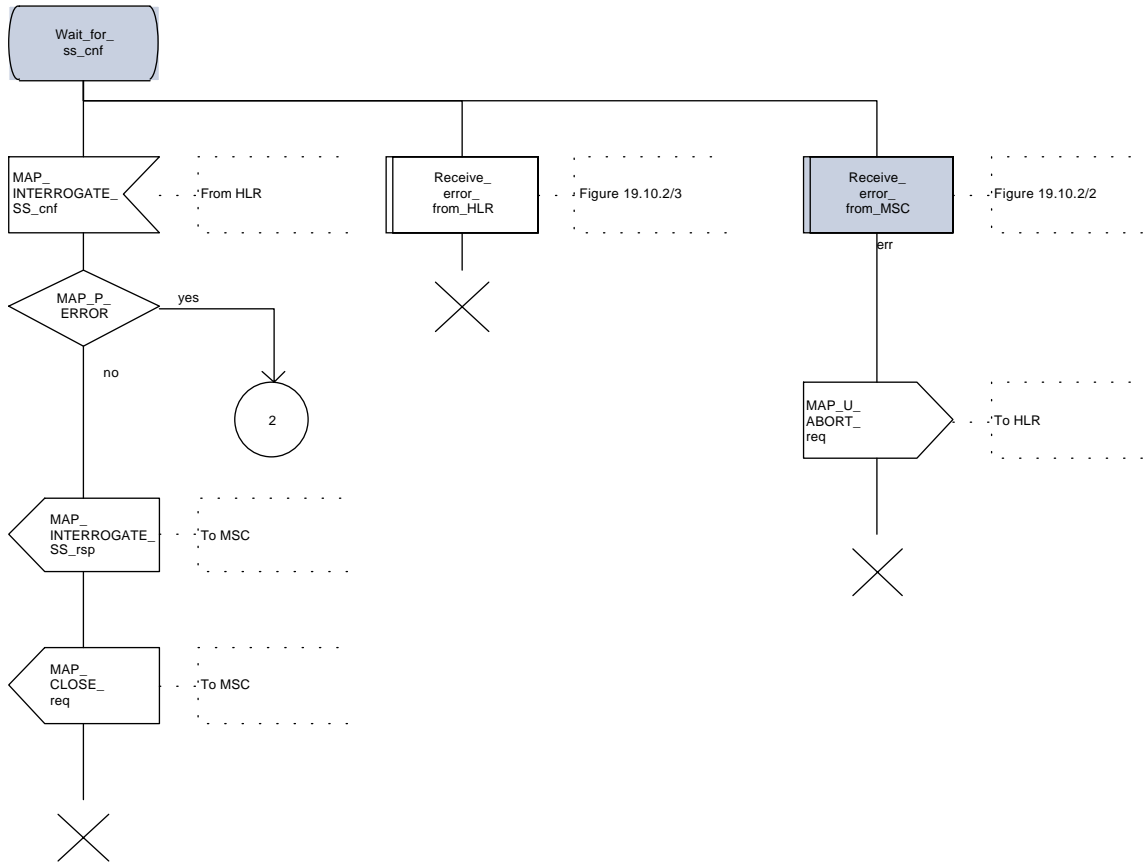 Wait_for_
ss_cnf
MAP_
INTERROGATE_
SS_cnf
From HLR
Receive_
error_
from_HLR
Figure 19.10.2/3
Receive_
error_
from_MSC
Figure 19.10.2/2
err
MAP_P_
ERROR
yes
no
2
MAP_U_
ABORT_
req
To HLR
MAP_
INTERROGATE_
SS_rsp
To MSC
MAP_
CLOSE_
req
To MSC